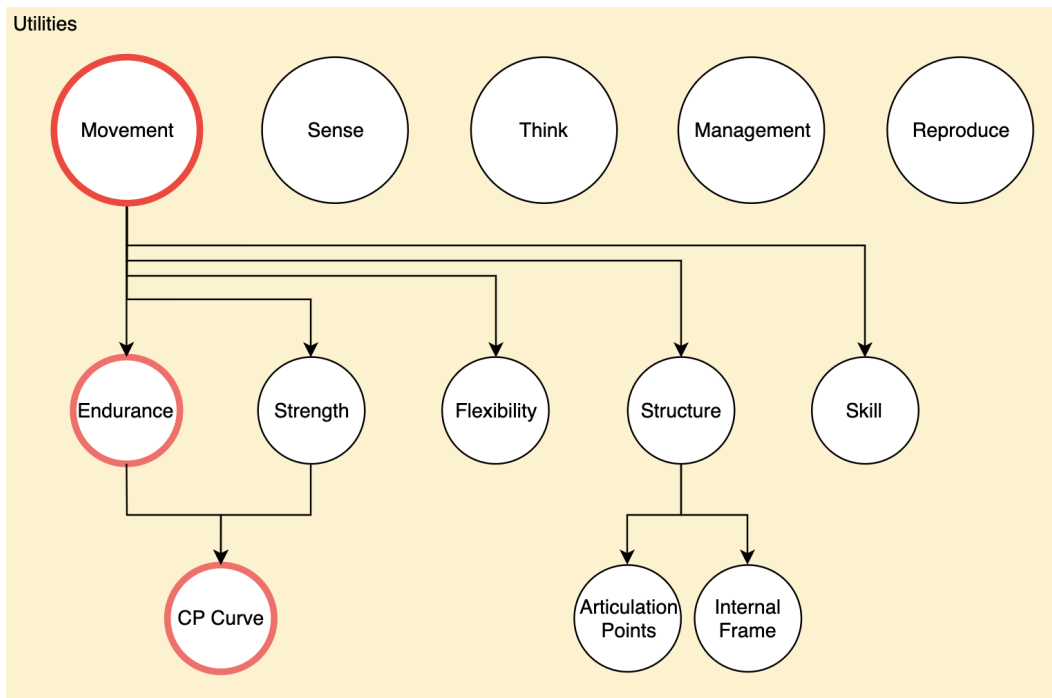 Utilities
Movement
Sense
Think
Management
Reproduce
Endurance
Strength
Flexibility
Structure
Skill
CP Curve
Articulation
Points
Internal
Frame